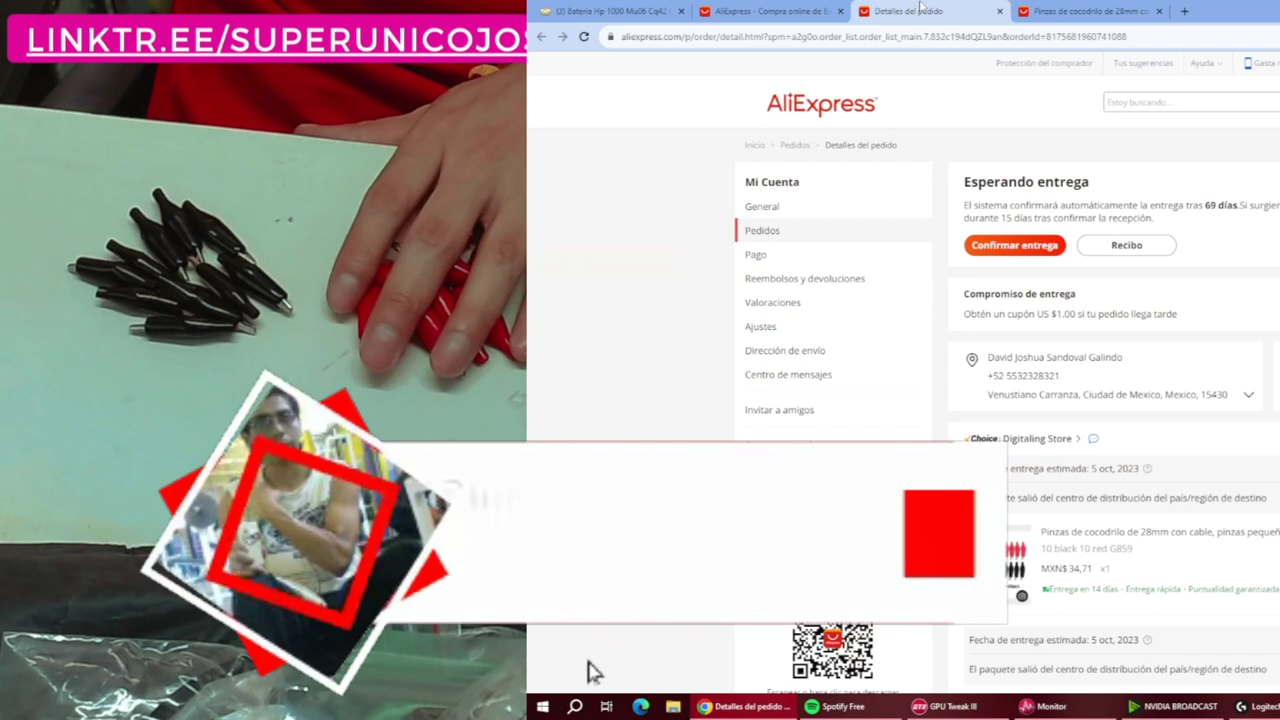 LINKTR.EE/SUPERUNICOJOS
(3) Bateria Hp 1000 Mu06 Cq42
AliExpress - Compra online de El
Detalles del pedido
Pinzas de cocodrilo de 28mm co
aliexpress.com/p/order/detail.html?spm=a2g0o.order_list.order_list_main.7.832c194dQZL9an&orderId=8175681960741088
Protección del comprador
Tus sugerencias
Ayuda
Gasta
AliExpress
Estoy buscando...
Inicio > Pedidos > Detalles del pedido
Mi Cuenta
General
Pedidos
Pago
Reembolsos y devoluciones
Valoraciones
Ajustes
Dirección de envío
Centro de mensajes
Invitar a amigos
Esperando entrega
El sistema confirmará automáticamente la entrega tras 69 días.Si surgier
durante 15 días tras confirmar la recepción.
Confirmar entrega
Recibo
Compromiso de entrega
Obtén un cupón US $1.00 si tu pedido llega tarde
David Joshua Sandoval Galindo
+52 5532328321
Venustiano Carranza, Ciudad de Mexico, Mexico, 15430
Choice Digitaling Store >
e entrega estimada: 5 oct, 2023
te salió del centro de distribución del país/región de destino
Pinzas de cocodrilo de 28mm con cable, pinzas pequeñ
10 black 10 red G859
MXN$ 34,71 x1
Entrega en 14 días · Entrega rápida · Puntualidad garantizada
Fecha de entrega estimada: 5 oct, 2023
El paquete salió del centro de distribución del país/región de destino
Detalles del pedido ...
Spotify Free
GPU Tweak III
Monitor
NVIDIA BROADCAST
Logitech